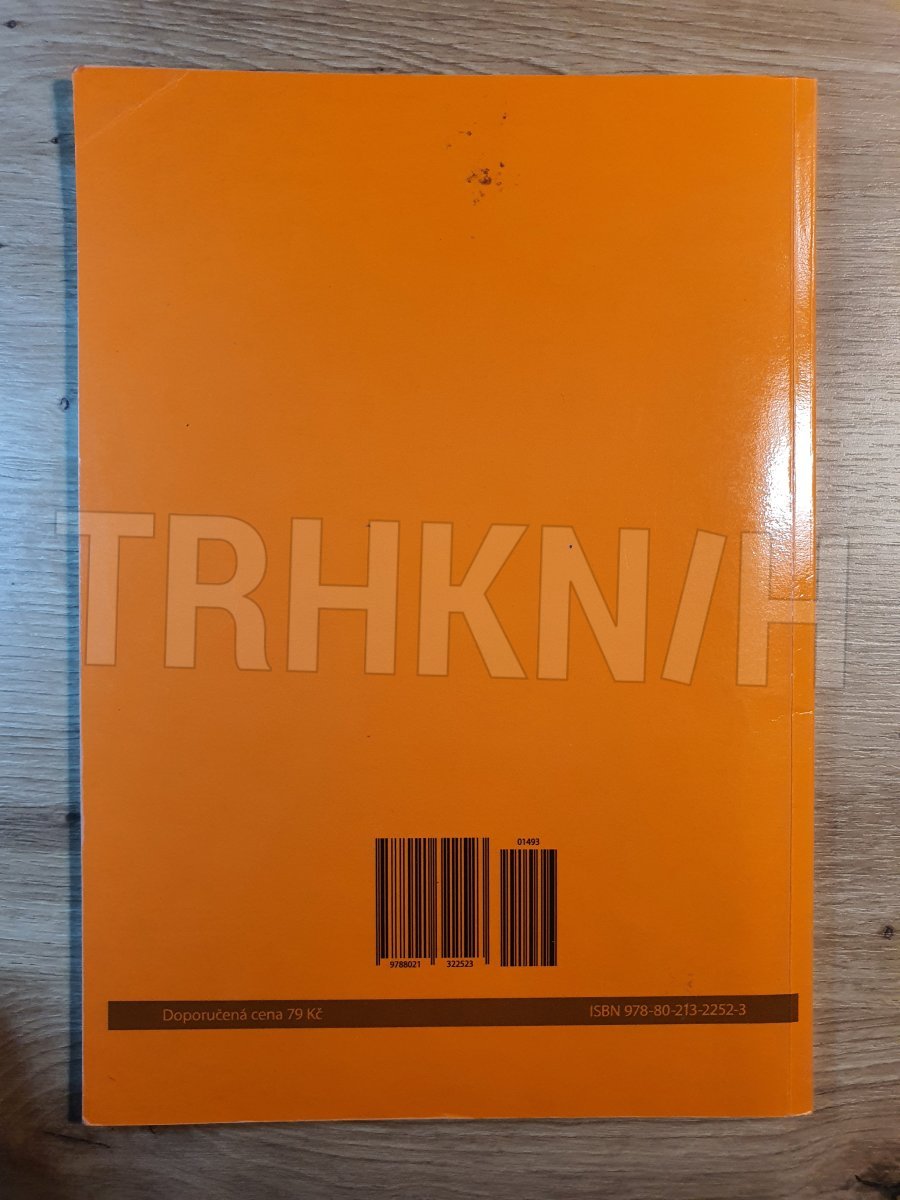 TRHKNIH
01493
9788021 322523
Doporučená cena 79 Kč
ISBN 978-80-213-2252-3